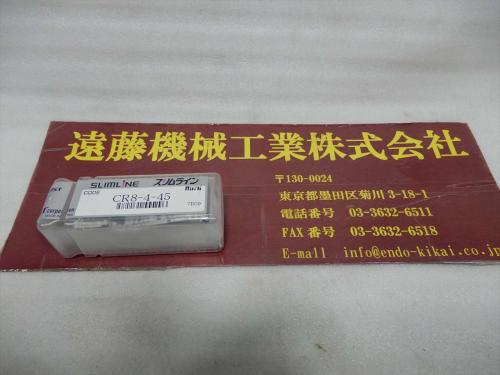 遠藤機械工業株式会社
〒130-0024
東京都墨田区菊川 3-18-1
電話番号 03-3632-6511
FAX 番号 03-3632-6518
E-mail info@endo-kikai.co.jp
SLIMLINE スリムライン
CODE
CR8-4-45